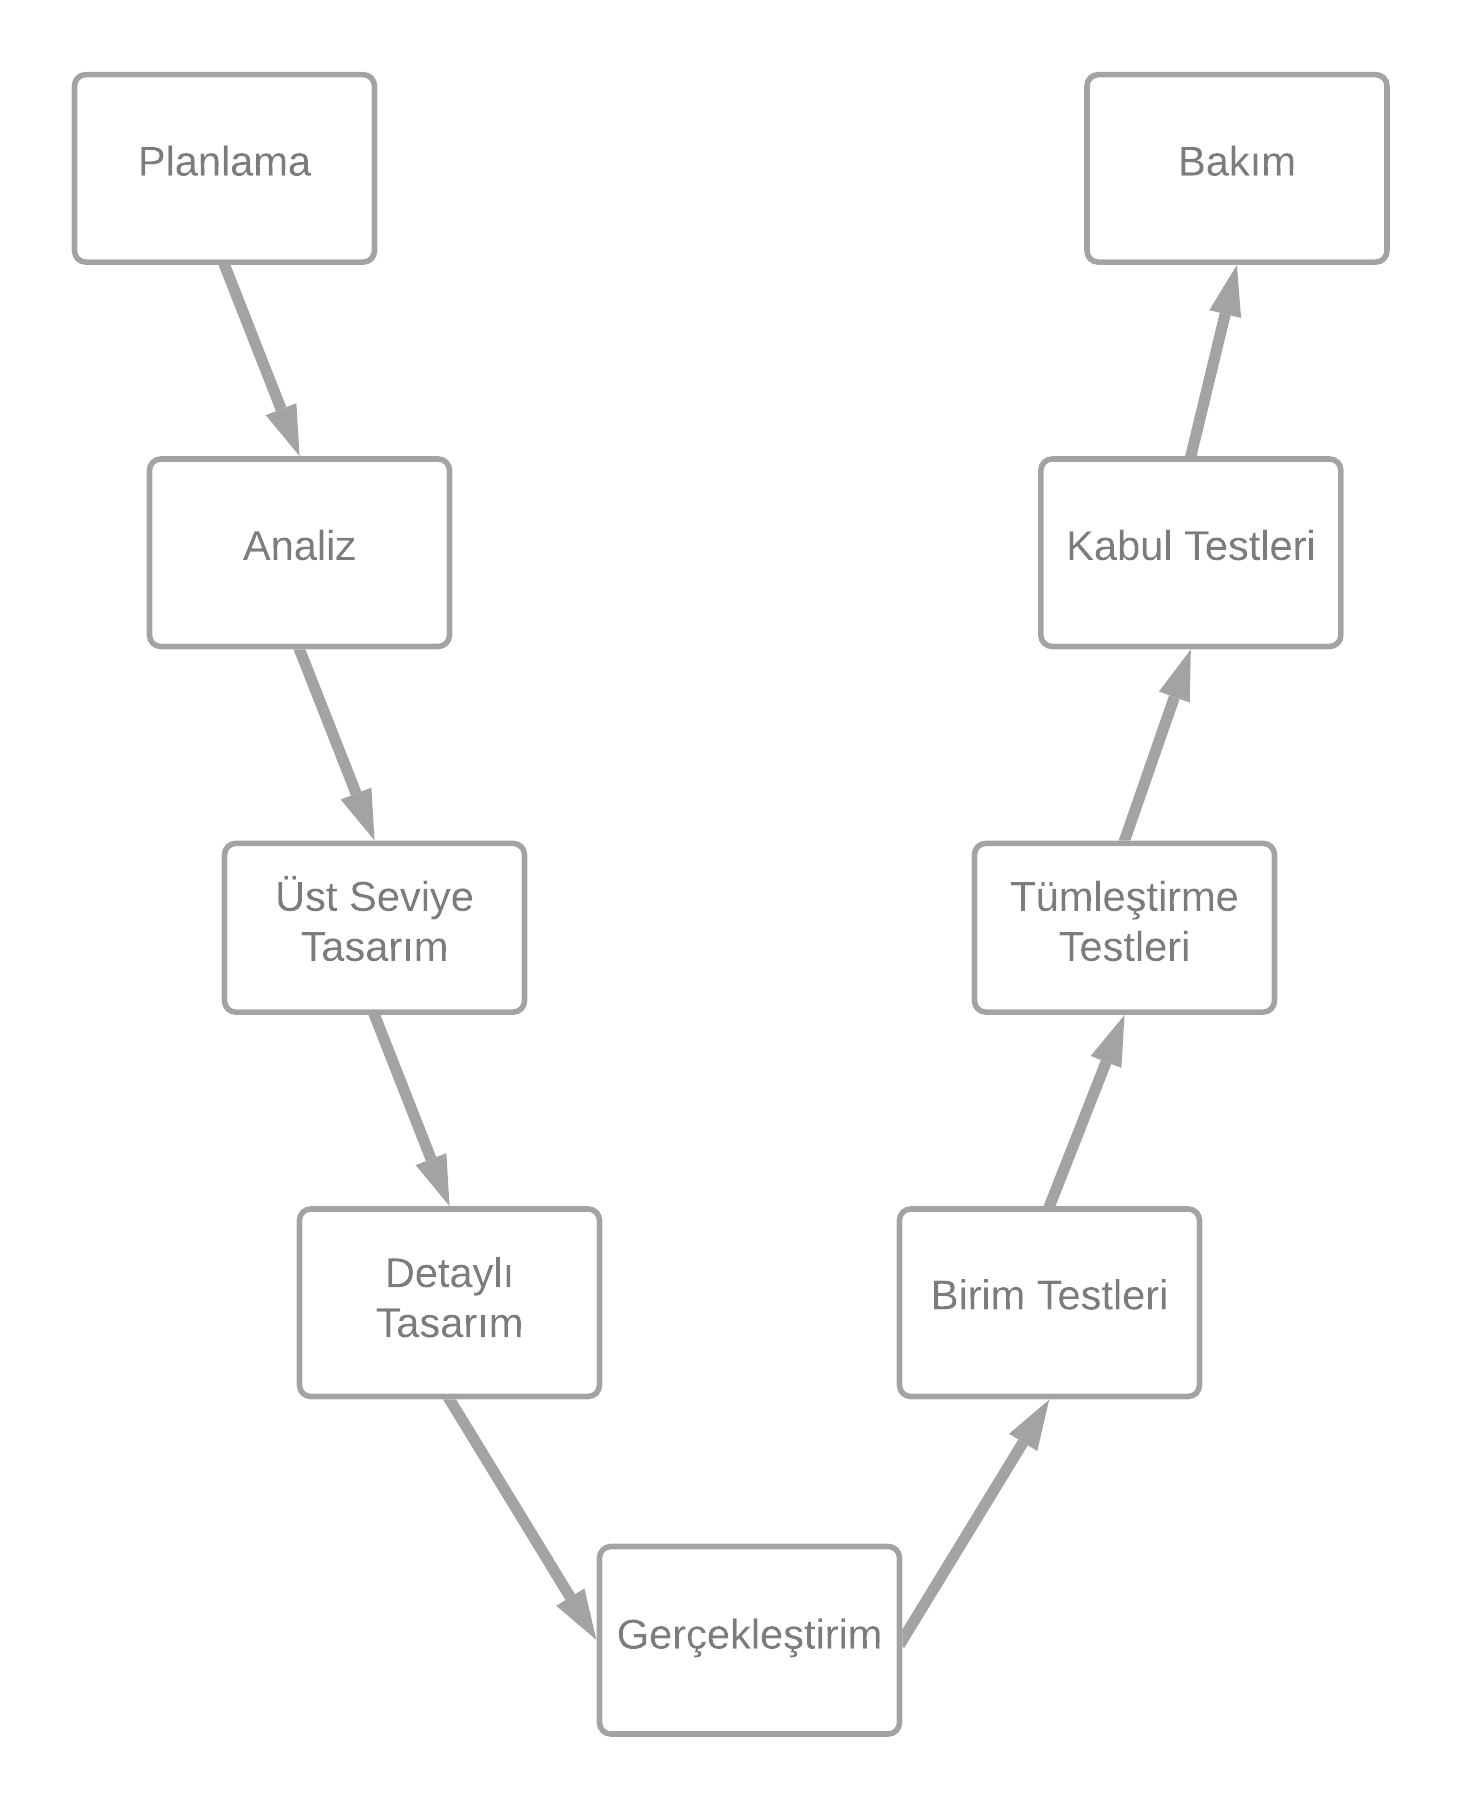 Planlama
Bakım
Analiz
Kabul Testleri
Üst Seviye
Tasarım
Tümleştirme
Testleri
Detaylı
Tasarım
Birim Testleri
Gerçekleştirim